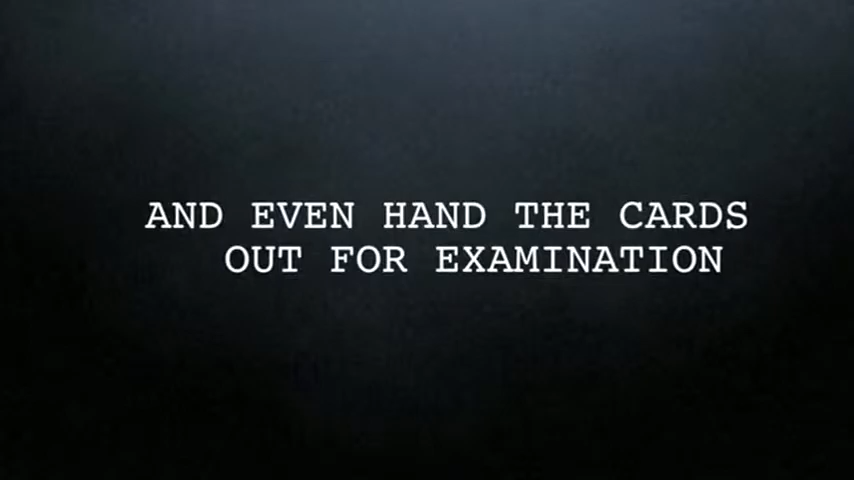 AND EVEN HAND THE CARDS
OUT FOR EXAMINATION